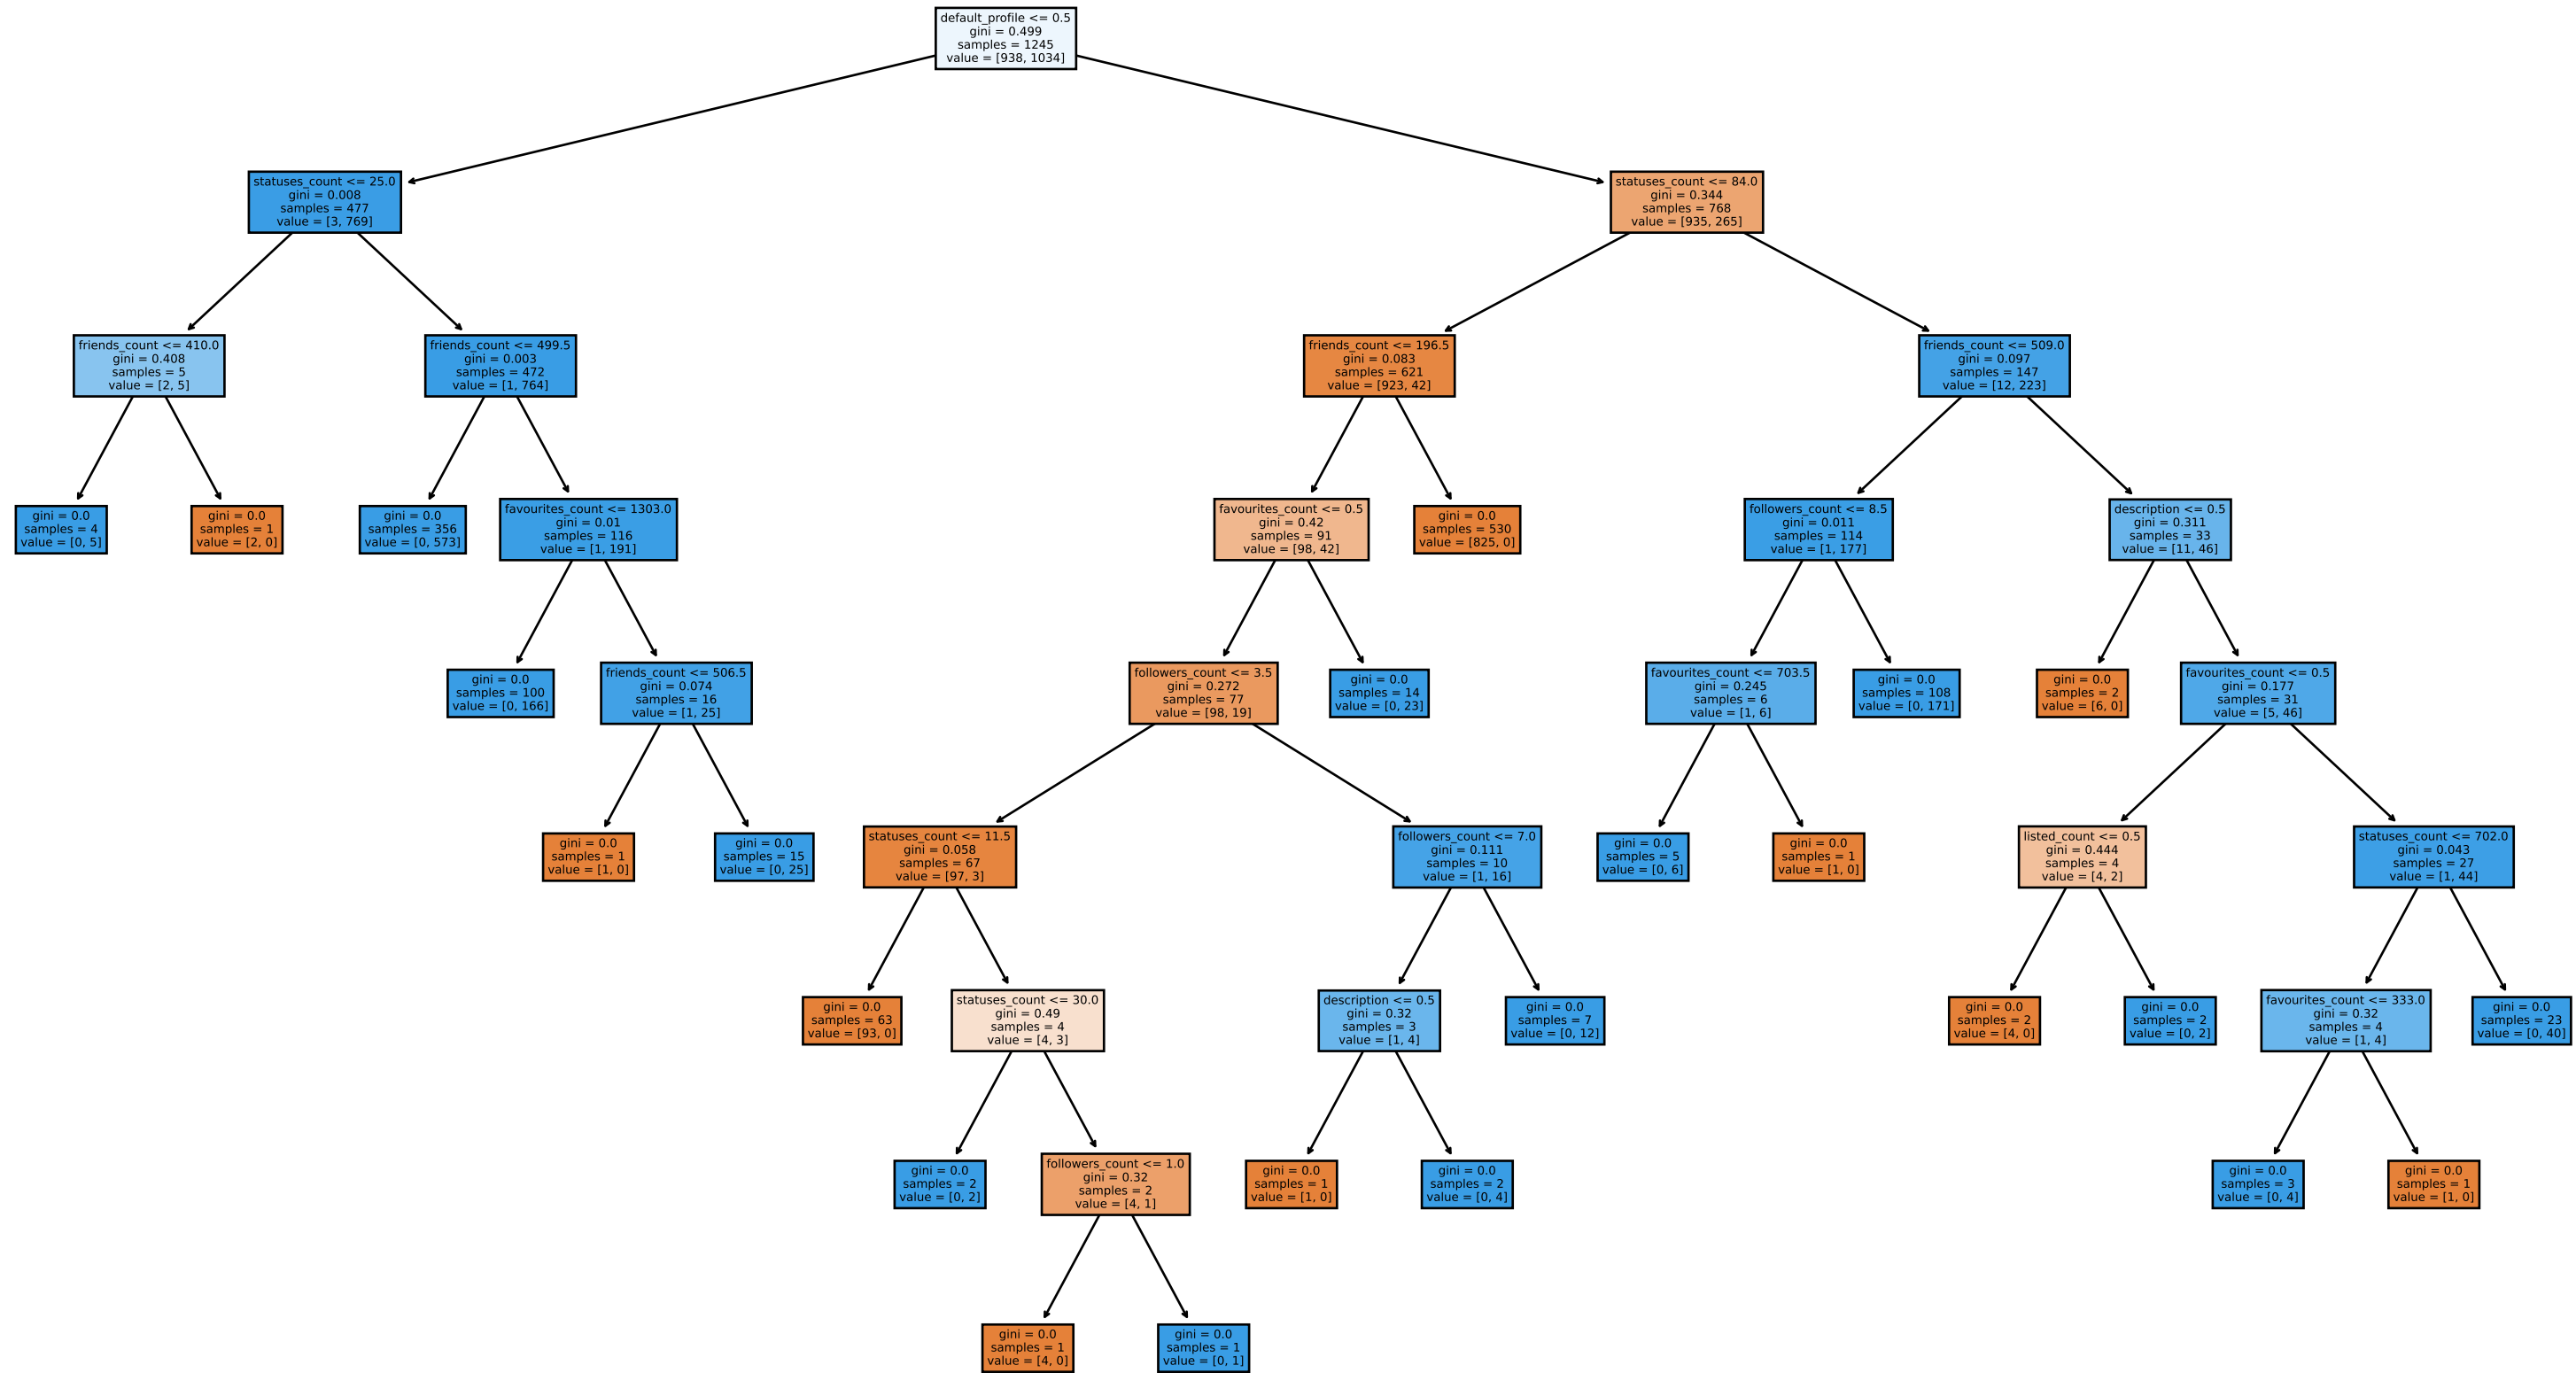 default_profile <= 0.5
gini = 0.499
samples = 1245
value = [938, 1034]
statuses_count <= 25.0
gini = 0.008
samples = 477
value = [3, 769]
statuses_count <= 84.0
gini = 0.344
samples = 768
value = [935, 265]
friends_count <= 410.0
gini = 0.408
samples = 5
value = [2, 5]
friends_count <= 499.5
gini = 0.003
samples = 472
value = [1, 764]
friends_count <= 196.5
gini = 0.083
samples = 621
value = [923, 42]
friends_count <= 509.0
gini = 0.097
samples = 147
value = [12, 223]
gini = 0.0
samples = 4
value = [0, 5]
gini = 0.0
samples = 1
value = [2, 0]
gini = 0.0
samples = 356
value = [0, 573]
favourites_count <= 1303.0
gini = 0.01
samples = 116
value = [1, 191]
favourites_count <= 0.5
gini = 0.42
samples = 91
value = [98, 42]
gini = 0.0
samples = 530
value = [825, 0]
followers_count <= 8.5
gini = 0.011
samples = 114
value = [1, 177]
description <= 0.5
gini = 0.311
samples = 33
value = [11, 46]
gini = 0.0
samples = 100
value = [0, 166]
friends_count <= 506.5
gini = 0.074
samples = 16
value = [1, 25]
followers_count <= 3.5
gini = 0.272
samples = 77
value = [98, 19]
gini = 0.0
samples = 14
value = [0, 23]
favourites_count <= 703.5
gini = 0.245
samples = 6
value = [1, 6]
gini = 0.0
samples = 108
value = [0, 171]
gini = 0.0
samples = 2
value = [6, 0]
favourites_count <= 0.5
gini = 0.177
samples = 31
value = [5, 46]
gini = 0.0
samples = 1
value = [1, 0]
gini = 0.0
samples = 15
value = [0, 25]
statuses_count <= 11.5
gini = 0.058
samples = 67
value = [97, 3]
followers_count <= 7.0
gini = 0.111
samples = 10
value = [1, 16]
gini = 0.0
samples = 5
value = [0, 6]
gini = 0.0
samples = 1
value = [1, 0]
listed_count <= 0.5
gini = 0.444
samples = 4
value = [4, 2]
statuses_count <= 702.0
gini = 0.043
samples = 27
value = [1, 44]
gini = 0.0
samples = 63
value = [93, 0]
statuses_count <= 30.0
gini = 0.49
samples = 4
value = [4, 3]
description <= 0.5
gini = 0.32
samples = 3
value = [1, 4]
gini = 0.0
samples = 7
value = [0, 12]
gini = 0.0
samples = 2
value = [4, 0]
gini = 0.0
samples = 2
value = [0, 2]
favourites_count <= 333.0
gini = 0.32
samples = 4
value = [1, 4]
gini = 0.0
samples = 23
value = [0, 40]
gini = 0.0
samples = 2
value = [0, 2]
followers_count <= 1.0
gini = 0.32
samples = 2
value = [4, 1]
gini = 0.0
samples = 1
value = [1, 0]
gini = 0.0
samples = 2
value = [0, 4]
gini = 0.0
samples = 3
value = [0, 4]
gini = 0.0
samples = 1
value = [1, 0]
gini = 0.0
samples = 1
value = [4, 0]
gini = 0.0
samples = 1
value = [0, 1]